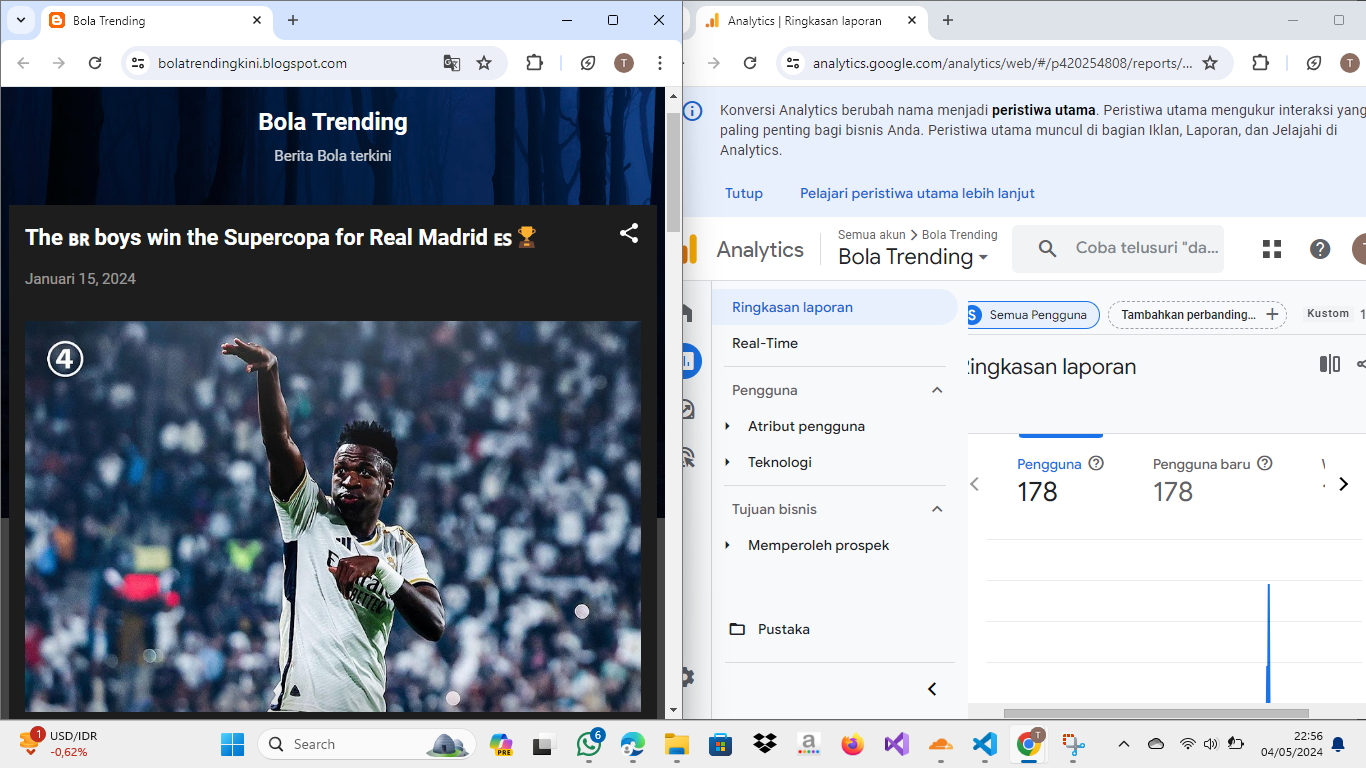 Bola Trending
bolatrendingkini.blogspot.com
T
Bola Trending
Berita Bola terkini
The ʙʀ boys win the Supercopa for Real Madrid ᴇs 🏆
Januari 15, 2024
4
Analytics | Ringkasan laporan
analytics.google.com/analytics/web/#/p420254808/reports/...
T
Konversi Analytics berubah nama menjadi peristiwa utama. Peristiwa utama mengukur interaksi yang
paling penting bagi bisnis Anda. Peristiwa utama muncul di bagian Iklan, Laporan, dan Jelajahi di
Analytics.
Tutup
Pelajari peristiwa utama lebih lanjut
Analytics
Semua akun > Bola Trending
Bola Trending
Coba telusuri "da...
Ringkasan laporan
Real-Time
Pengguna
Atribut pengguna
Teknologi
Tujuan bisnis
Memperoleh prospek
Pustaka
S Semua Pengguna
Tambahkan perbanding... +
Kustom 1
ingkasan laporan
Pengguna
178
Pengguna baru
178
1
USD/IDR
-0,62%
Search
PRE
6
a
T
22:56
04/05/2024